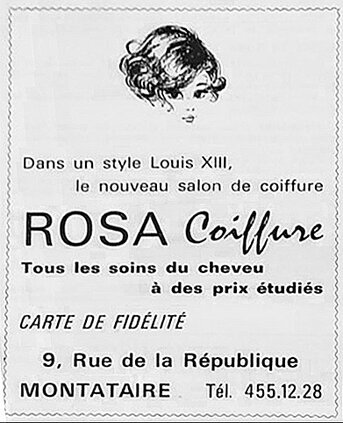 Dans un style Louis XIII,
le nouveau salon de coiffure
ROSA Coiffure
Tous les soins du cheveu
à des prix étudiés
CARTE DE FIDÉLITÉ
9, Rue de la République
MONTATAIRE Tél. 455.12.28